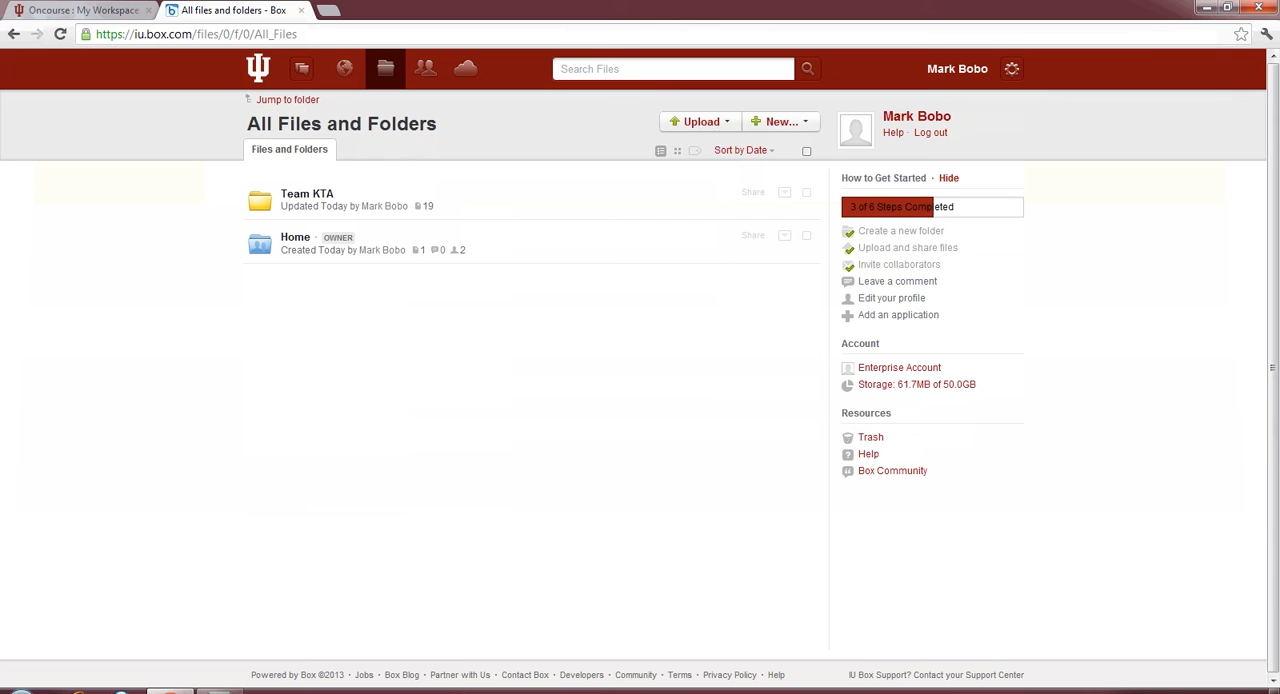 Oncourse : My Workspace
All files and folders - Box
https://iu.box.com/files/0/f/0/All_Files
Search Files
Mark Bobo
Jump to folder
All Files and Folders
Upload
New...
Mark Bobo
Help · Log out
Files and Folders
Sort by Date
Team KTA
Updated Today by Mark Bobo 19
Share
Home · OWNER
Created Today by Mark Bobo 1 0 2
Share
How to Get Started · Hide
3 of 6 Steps Completed
Create a new folder
Upload and share files
Invite collaborators
Leave a comment
Edit your profile
Add an application
Account
Enterprise Account
Storage: 61.7MB of 50.0GB
Resources
Trash
Help
Box Community
Powered by Box ©2013 · Jobs · Box Blog · Partner with Us · Contact Box · Developers · Community · Terms · Privacy Policy · Help
IU Box Support? Contact your Support Center